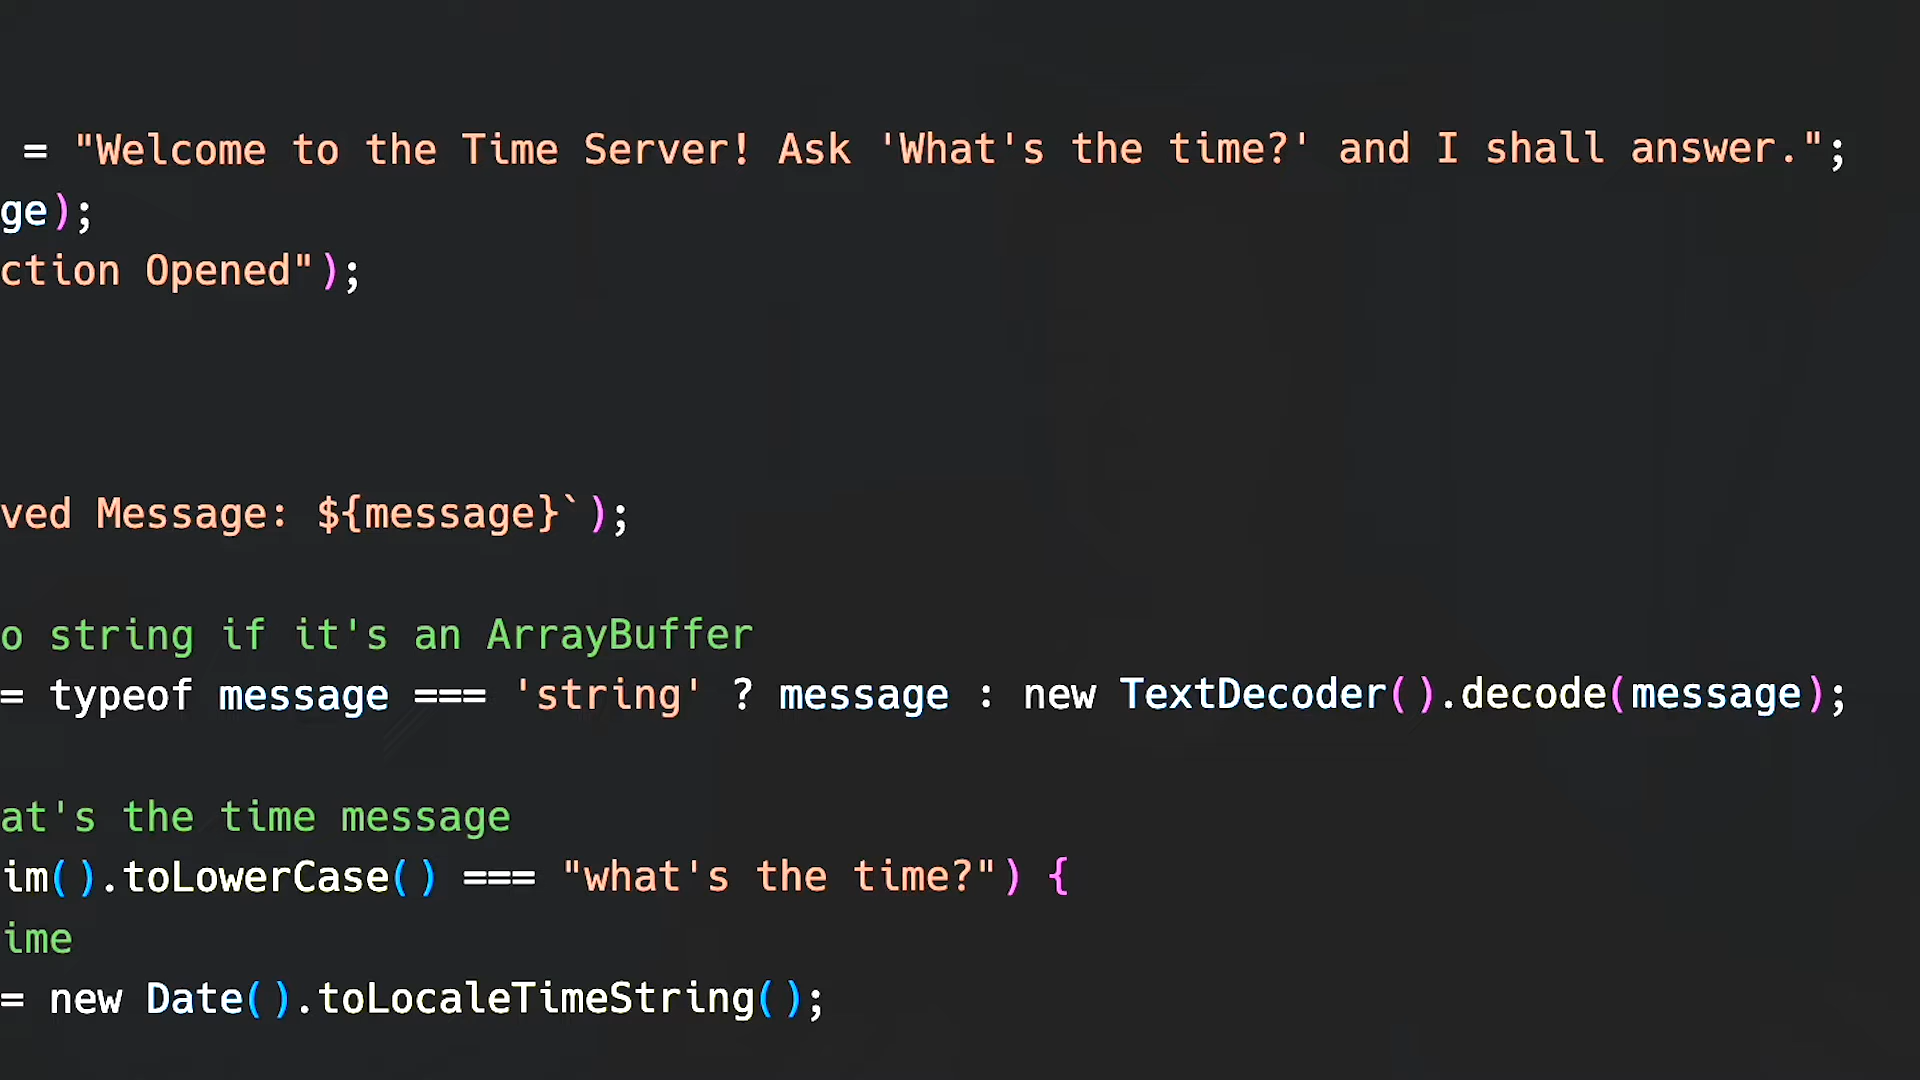 = "Welcome to the Time Server! Ask 'What's the time?' and I shall answer.";
ge);
ction Opened");
ved Message: ${message}`);
o string if it's an ArrayBuffer
= typeof message === 'string' ? message : new TextDecoder().decode(message);
at's the time message
im().toLowerCase() === "what's the time?") {
ime
= new Date().toLocaleTimeString();